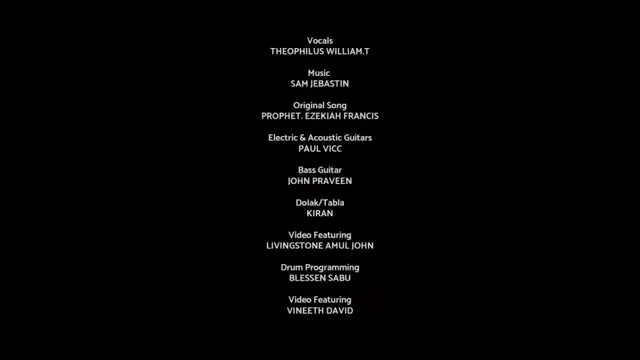 Vocals
THEOPHILUS WILLIAM.T
Music
SAM JEBASTIN
Original Song
PROPHET. EZEKIAH FRANCIS
Electric & Acoustic Guitars
PAUL VICC
Bass Guitar
JOHN PRAVEEN
Dolak/Tabla
KIRAN
Video Featuring
LIVINGSTONE AMUL JOHN
Drum Programming
BLESSEN SABU
Video Featuring
VINEETH DAVID